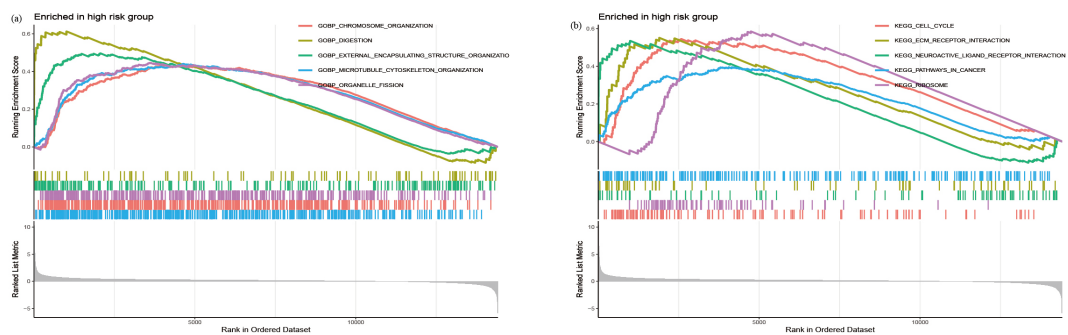 (a)
Enriched in high risk group
GOBP_CHROMOSOME_ORGANIZATION
GOBP_DIGESTION
GOBP_EXTERNAL_ENCAPSULATING_STRUCTURE_ORGANIZATIO
GOBP_MICROTUBULE_CYTOSKELETON_ORGANIZATION
GOBP_ORGANELLE_FISSION
Running Enrichment Score
0.6
0.4
0.2
0.0
Ranked List Metric
10
5
0
−5
5000
10000
Rank in Ordered Dataset
(b)
Enriched in high risk group
KEGG_CELL_CYCLE
KEGG_ECM_RECEPTOR_INTERACTION
KEGG_NEUROACTIVE_LIGAND_RECEPTOR_INTERACTION
KEGG_PATHWAYS_IN_CANCER
KEGG_RIBOSOME
Running Enrichment Score
0.6
0.4
0.2
0.0
Ranked List Metric
10
5
0
−5
5000
10000
Rank in Ordered Dataset